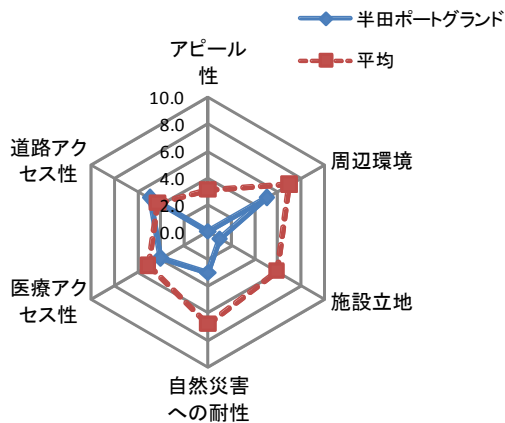 半田ポートグランド
平均
アピール
性
10.0
8.0
6.0
4.0
2.0
0.0
周辺環境
施設立地
自然災害
への耐性
医療アク
セス性
道路アク
セス性